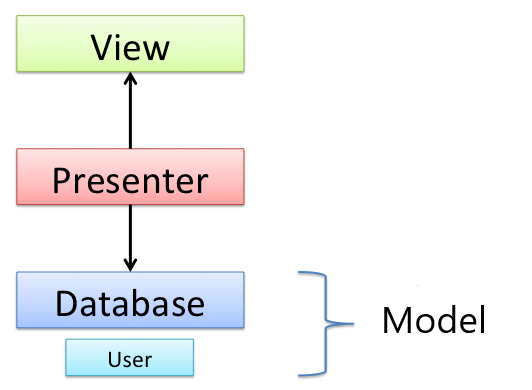 View
Presenter
Database
Model
User